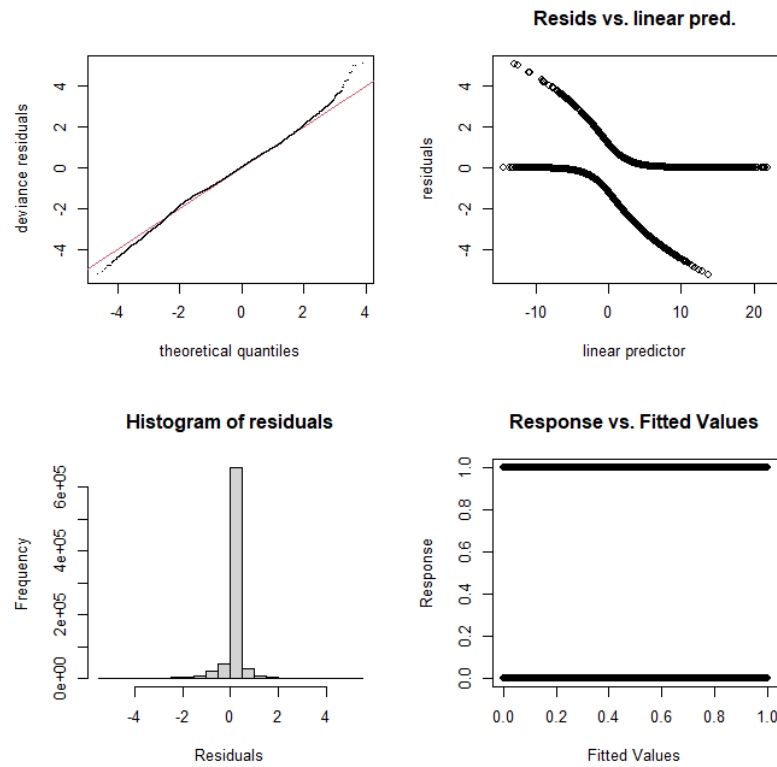 deviance residuals
4
2
0
-2
-4
-4 -2 0 2 4
theoretical quantiles
Resids vs. linear pred.
residuals
4
2
0
-2
-4
-10 0 10 20
linear predictor
Histogram of residuals
Frequency
6e+05
4e+05
2e+05
0e+00
-4 -2 0 2 4
Residuals
Response vs. Fitted Values
Response
1.0
0.8
0.6
0.4
0.2
0.0
0.0 0.2 0.4 0.6 0.8 1.0
Fitted Values